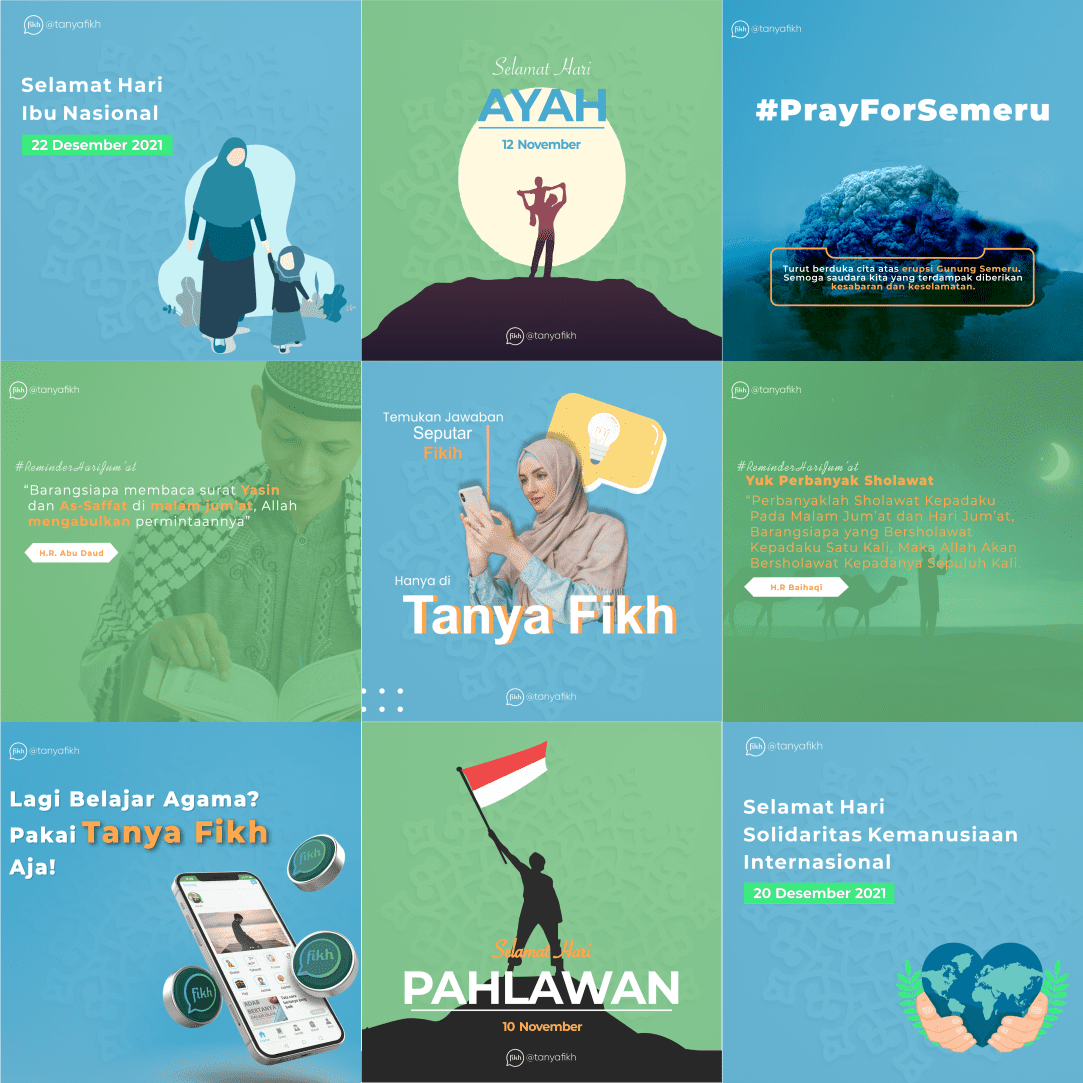 fikh @tanyafikh
Selamat Hari
Ibu Nasional
22 Desember 2021
Selamat Hari
AYAH
12 November
fikh @tanyafikh
fikh @tanyafikh
#PrayForSemeru
Turut berduka cita atas erupsi Gunung Semeru.
Semoga saudara kita yang terdampak diberikan
kesabaran dan keselamatan.
fikh @tanyafikh
#ReminderHariJum'at
“Barangsiapa membaca surat Yasin
dan As-Saffat di malam jum'at, Allah
mengabulkan permintaannya”
H.R. Abu Daud
Temukan Jawaban
Seputar
Fikih
Hanya di
Tanya Fikh
fikh @tanyafikh
fikh @tanyafikh
#ReminderHariJum'at
Yuk Perbanyak Sholawat
“Perbanyaklah Sholawat Kepadaku
Pada Malam Jum'at dan Hari Jum'at,
Barangsiapa yang Bersholawat
Kepadaku Satu Kali, Maka Allah Akan
Bersholawat Kepadanya Sepuluh Kali.
H.R Baihaqi
fikh @tanyafikh
Lagi Belajar Agama?
Pakai Tanya Fikh
Aja!
fikh
fikh
fikh
ADAB
BERTANYA
Selamat Hari
PAHLAWAN
10 November
fikh @tanyafikh
fikh @tanyafikh
Selamat Hari
Solidaritas Kemanusiaan
Internasional
20 Desember 2021